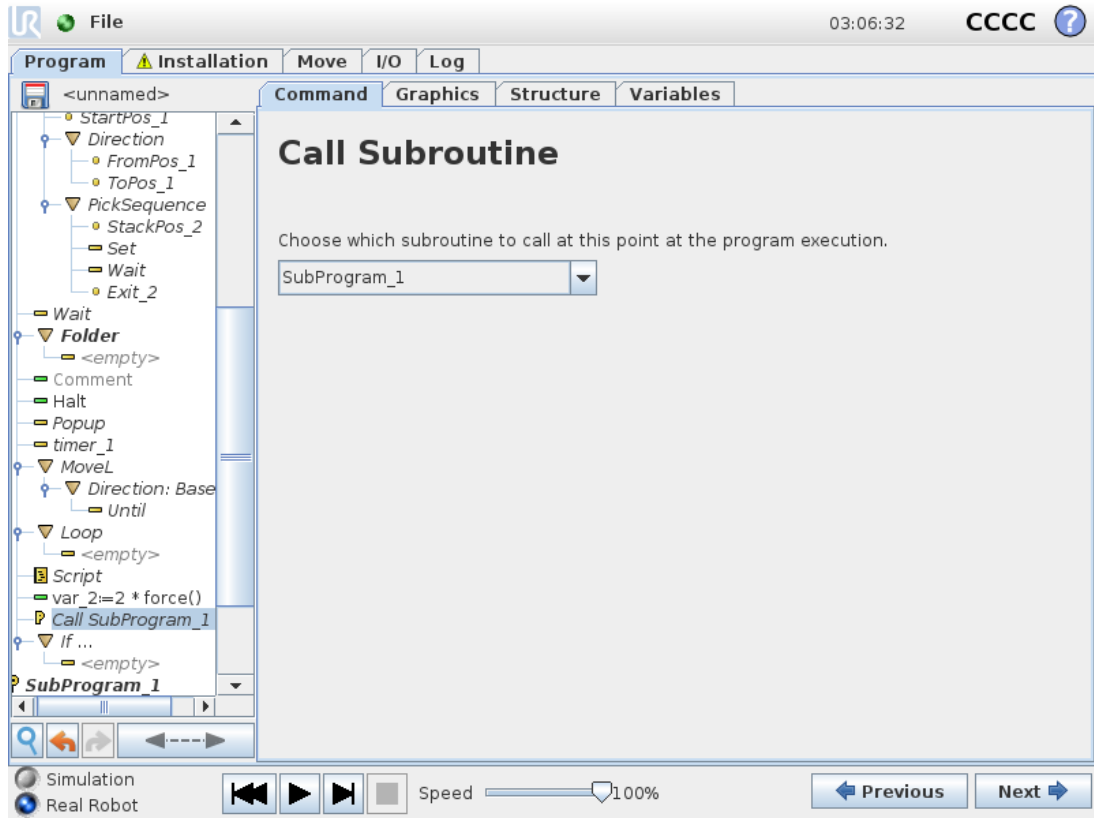 UR File 03:06:32 CCCC ?
Program Installation Move I/O Log
<unnamed> Command Graphics Structure Variables
StartPos_1
Direction
FromPos_1
ToPos_1
PickSequence
StackPos_2
Set
Wait
Exit_2
Wait
Folder
<empty>
Comment
Halt
Popup
timer_1
MoveL
Direction: Base
Until
Loop
<empty>
Script
var_2:=2 * force()
Call SubProgram_1
If ...
<empty>
SubProgram_1
Call Subroutine
Choose which subroutine to call at this point at the program execution.
SubProgram_1
Simulation
Real Robot
Speed 100%
Previous Next